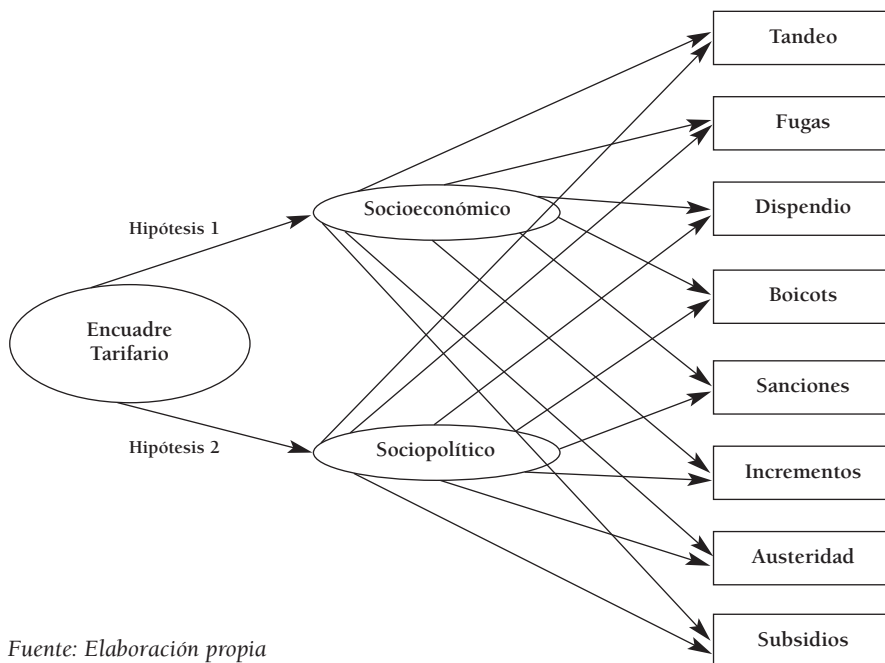 Tandeo
Fugas
Dispendio
Socioeconómico
Hipótesis 1
Boicots
Encuadre
Tarifario
Sanciones
Hipótesis 2
Sociopolítico
Incrementos
Austeridad
Subsidios
Fuente: Elaboración propia